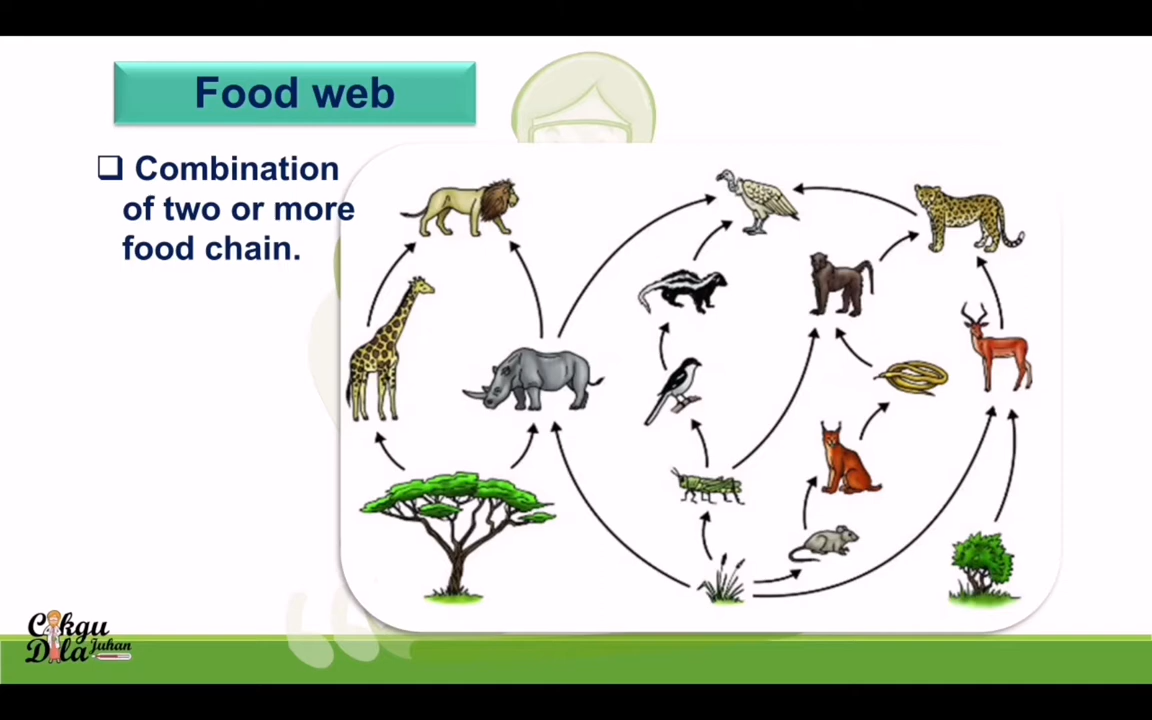 Food web
❑ Combination
of two or more
food chain.
Cikgu
Dila Juhan